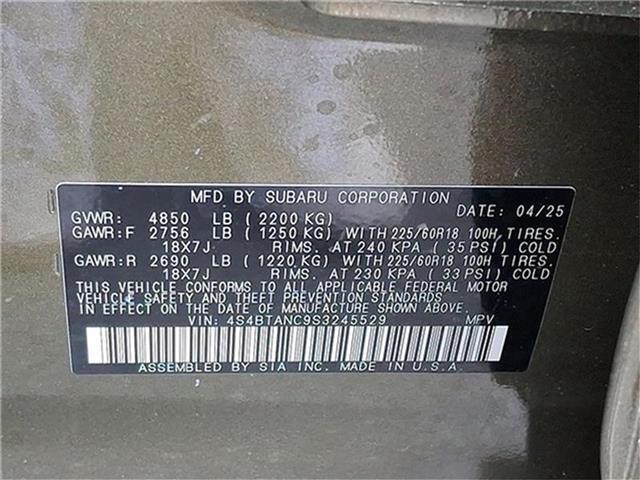 MFD BY SUBARU CORPORATION DATE: 04/25
GVWR: 4850 LB (2200 KG)
GAWR:F 2756 LB (1250 KG) WITH 225/60R18 100H TIRES.
18X7J RIMS. AT 240 KPA (35 PSI) COLD
GAWR:R 2690 LB (1220 KG) WITH 225/60R18 100H TIRES.
18X7J RIMS. AT 230 KPA (33 PSI) COLD
THIS VEHICLE CONFORMS TO ALL APPLICABLE FEDERAL MOTOR
VEHICLE SAFETY AND THEFT PREVENTION STANDARDS IN
EFFECT ON THE DATE OF MANUFACTURE SHOWN ABOVE.
VIN: 4S4BTANC9S3245529 MPV
ASSEMBLED BY SIA INC. MADE IN U.S.A.